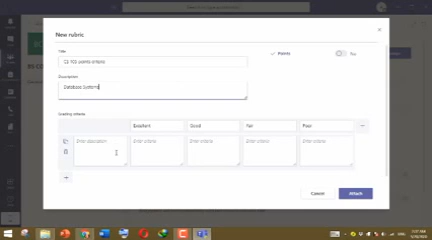 New rubric
Title
Points
No
Description
Database Systems
Grading criteria
Excellent
Good
Fair
Poor
Enter description
Enter criteria
Enter criteria
Enter criteria
Enter criteria
Cancel
Attach